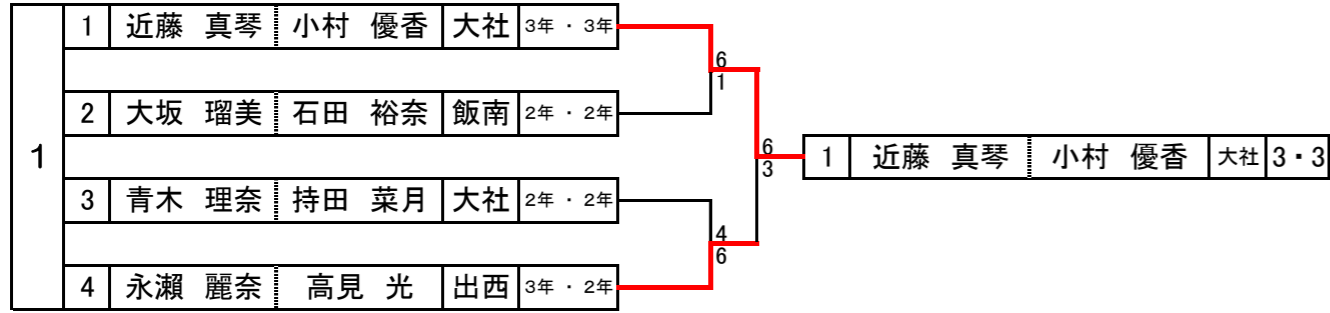 1 近藤 真琴 小村 優香 大社 3年 ・ 3年
6
1
2 大坂 瑠美 石田 裕奈 飯南 2年 ・ 2年
1
6
3
1 近藤 真琴 小村 優香 大社 3・3
3 青木 理奈 持田 菜月 大社 2年 ・ 2年
4
6
4 永瀨 麗奈 高見 光 出西 3年 ・ 2年